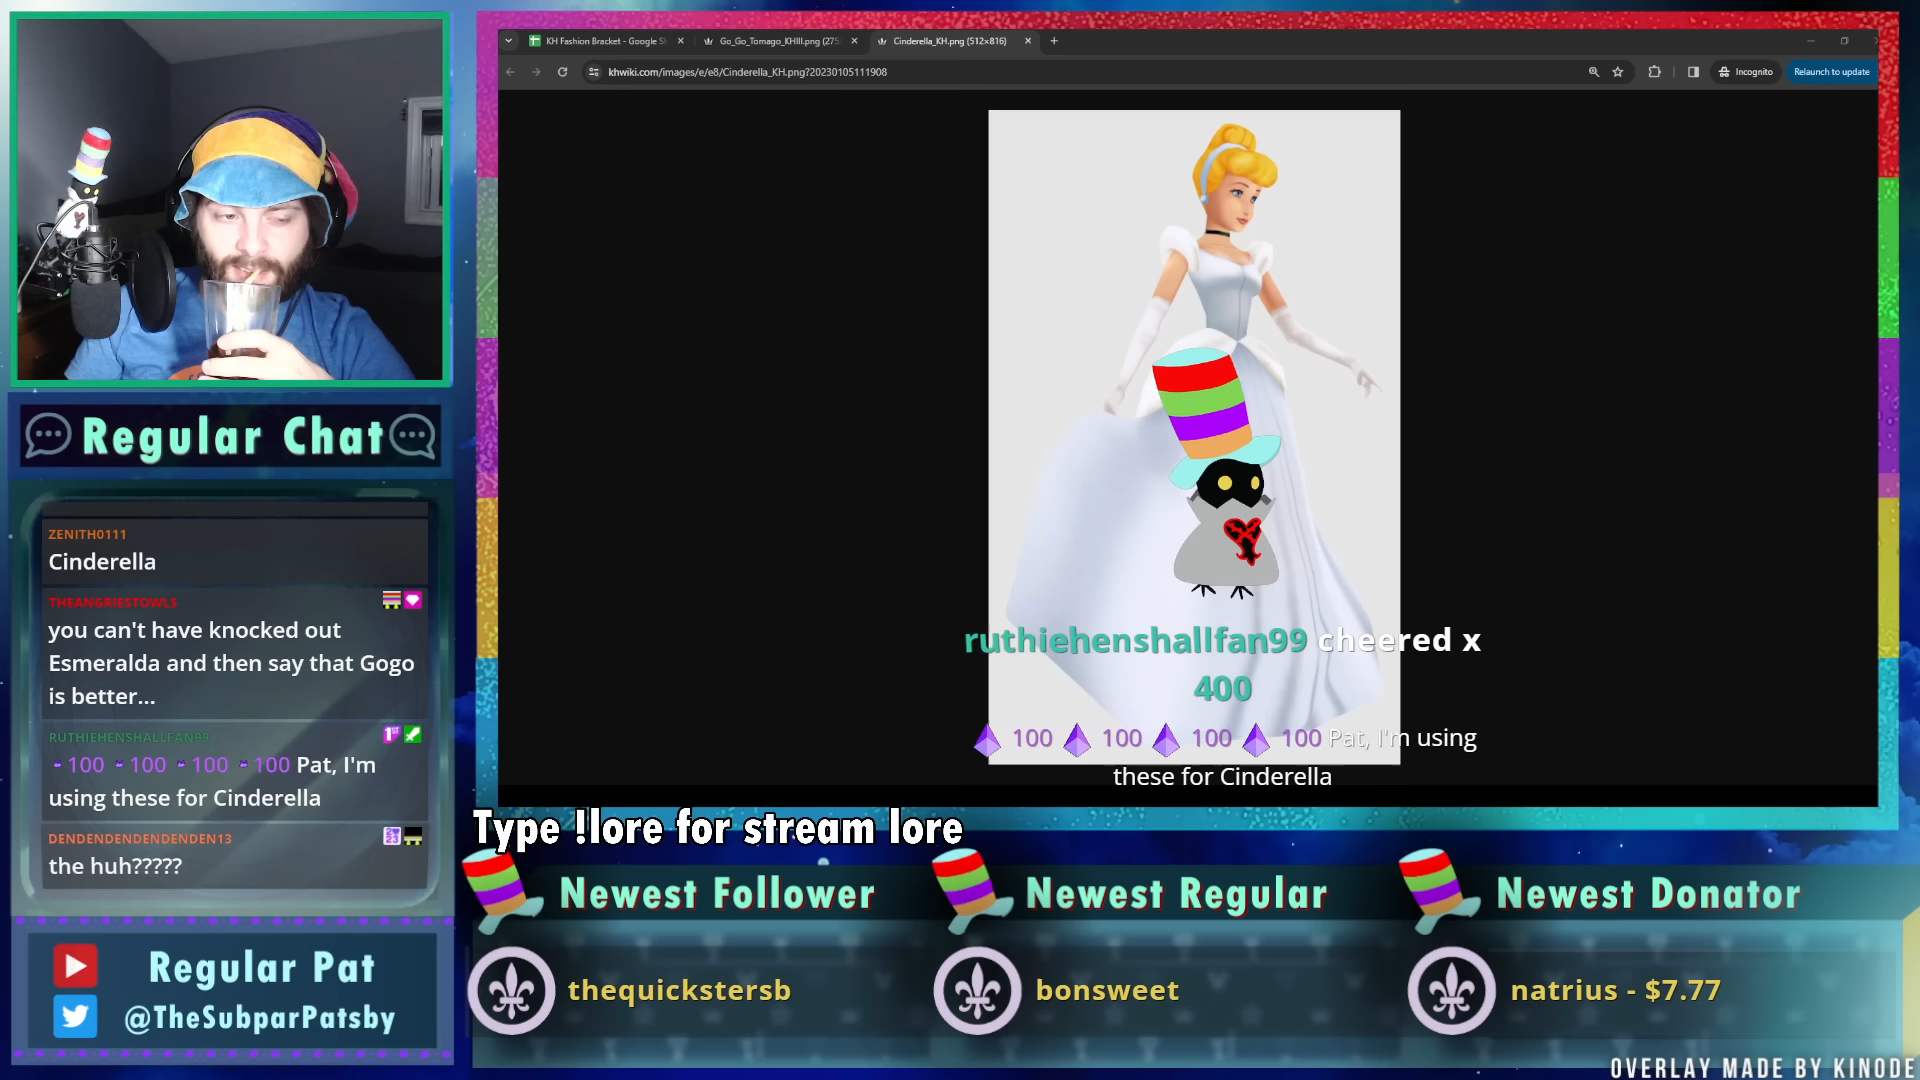 KH Fashion Bracket - Google S
Go_Go_Tomago_KHIII.png (275
Cinderella_KH.png (512×816)
khwiki.com/images/e/e8/Cinderella_KH.png?20230105111908
Incognito
Relaunch to update
Regular Chat
ZENITH0111
Cinderella
THEANGRIESTOWLS
you can't have knocked out
Esmeralda and then say that Gogo
is better...
RUTHIEHENSHALLFAN99
100 100 100 100 Pat, I'm
using these for Cinderella
DENDENDENDENDENDEN13
the huh?????
ruthiehenshallfan99 cheered x
400
100 100 100 100 Pat, I'm using
these for Cinderella
Type !lore for stream lore
Newest Follower
thequickstersb
Newest Regular
bonsweet
Newest Donator
natrius - $7.77
Regular Pat
@TheSubparPatsby
OVERLAY MADE BY KINODE